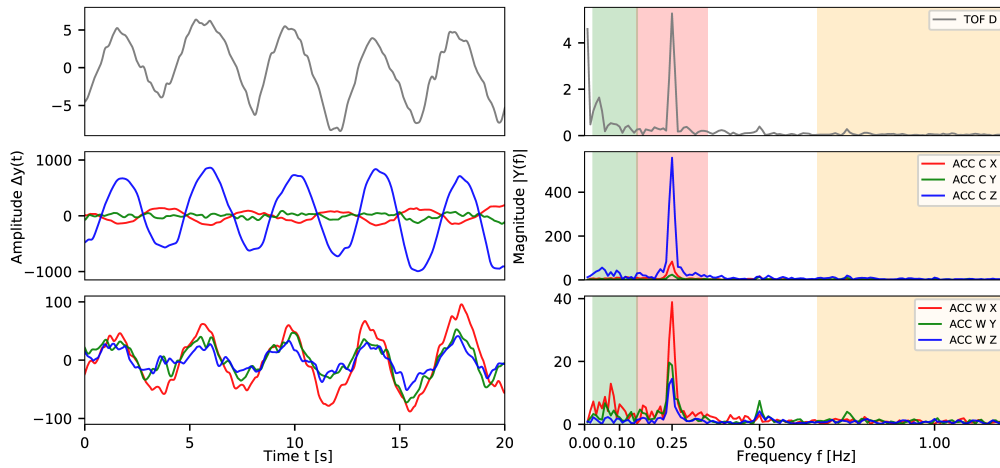 5
0
−5
4
2
0
TOF D
Amplitude Δy(t)
1000
0
−1000
Magnitude |Y(f)|
400
200
0
ACC C X
ACC C Y
ACC C Z
100
0
−100
40
20
0
ACC W X
ACC W Y
ACC W Z
0 5 10 15 20
Time t [s]
0.00 0.10 0.25 0.50 1.00
Frequency f [Hz]